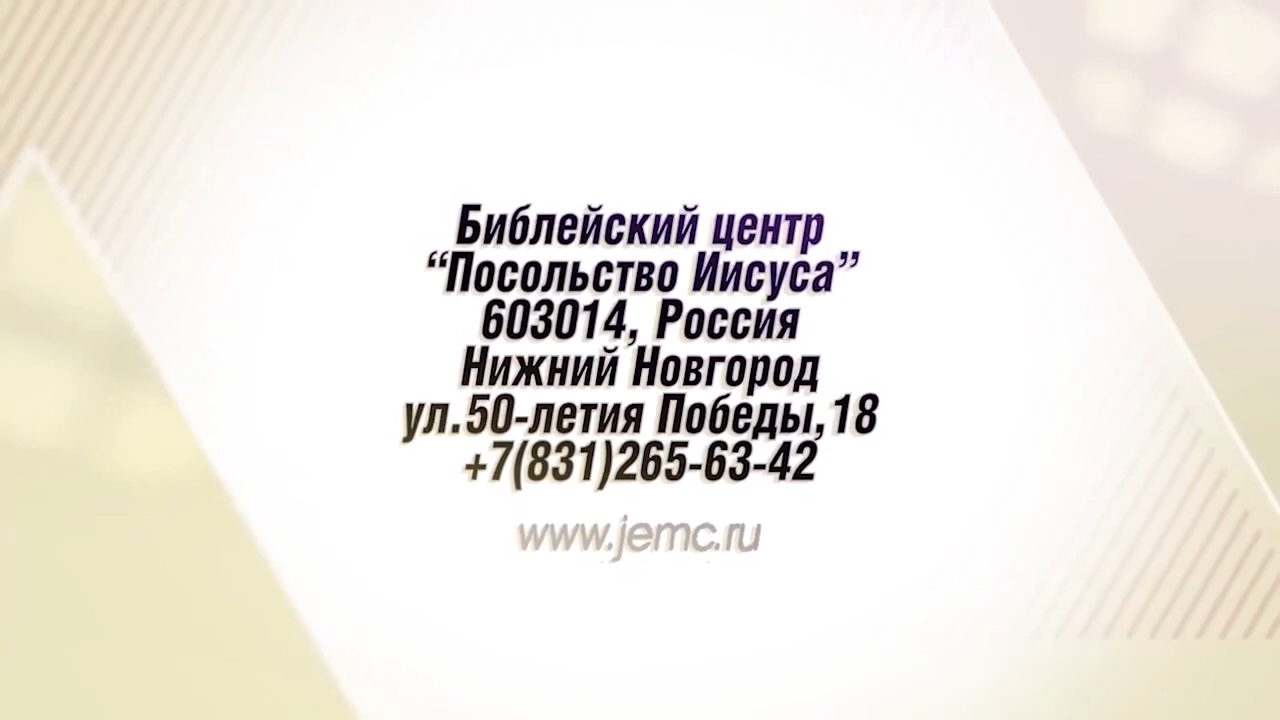 Библейский центр
“Посольство Иисуса”
603014, Россия
Нижний Новгород
ул.50-летия Победы,18
+7(831)265-63-42
www.jemc.ru